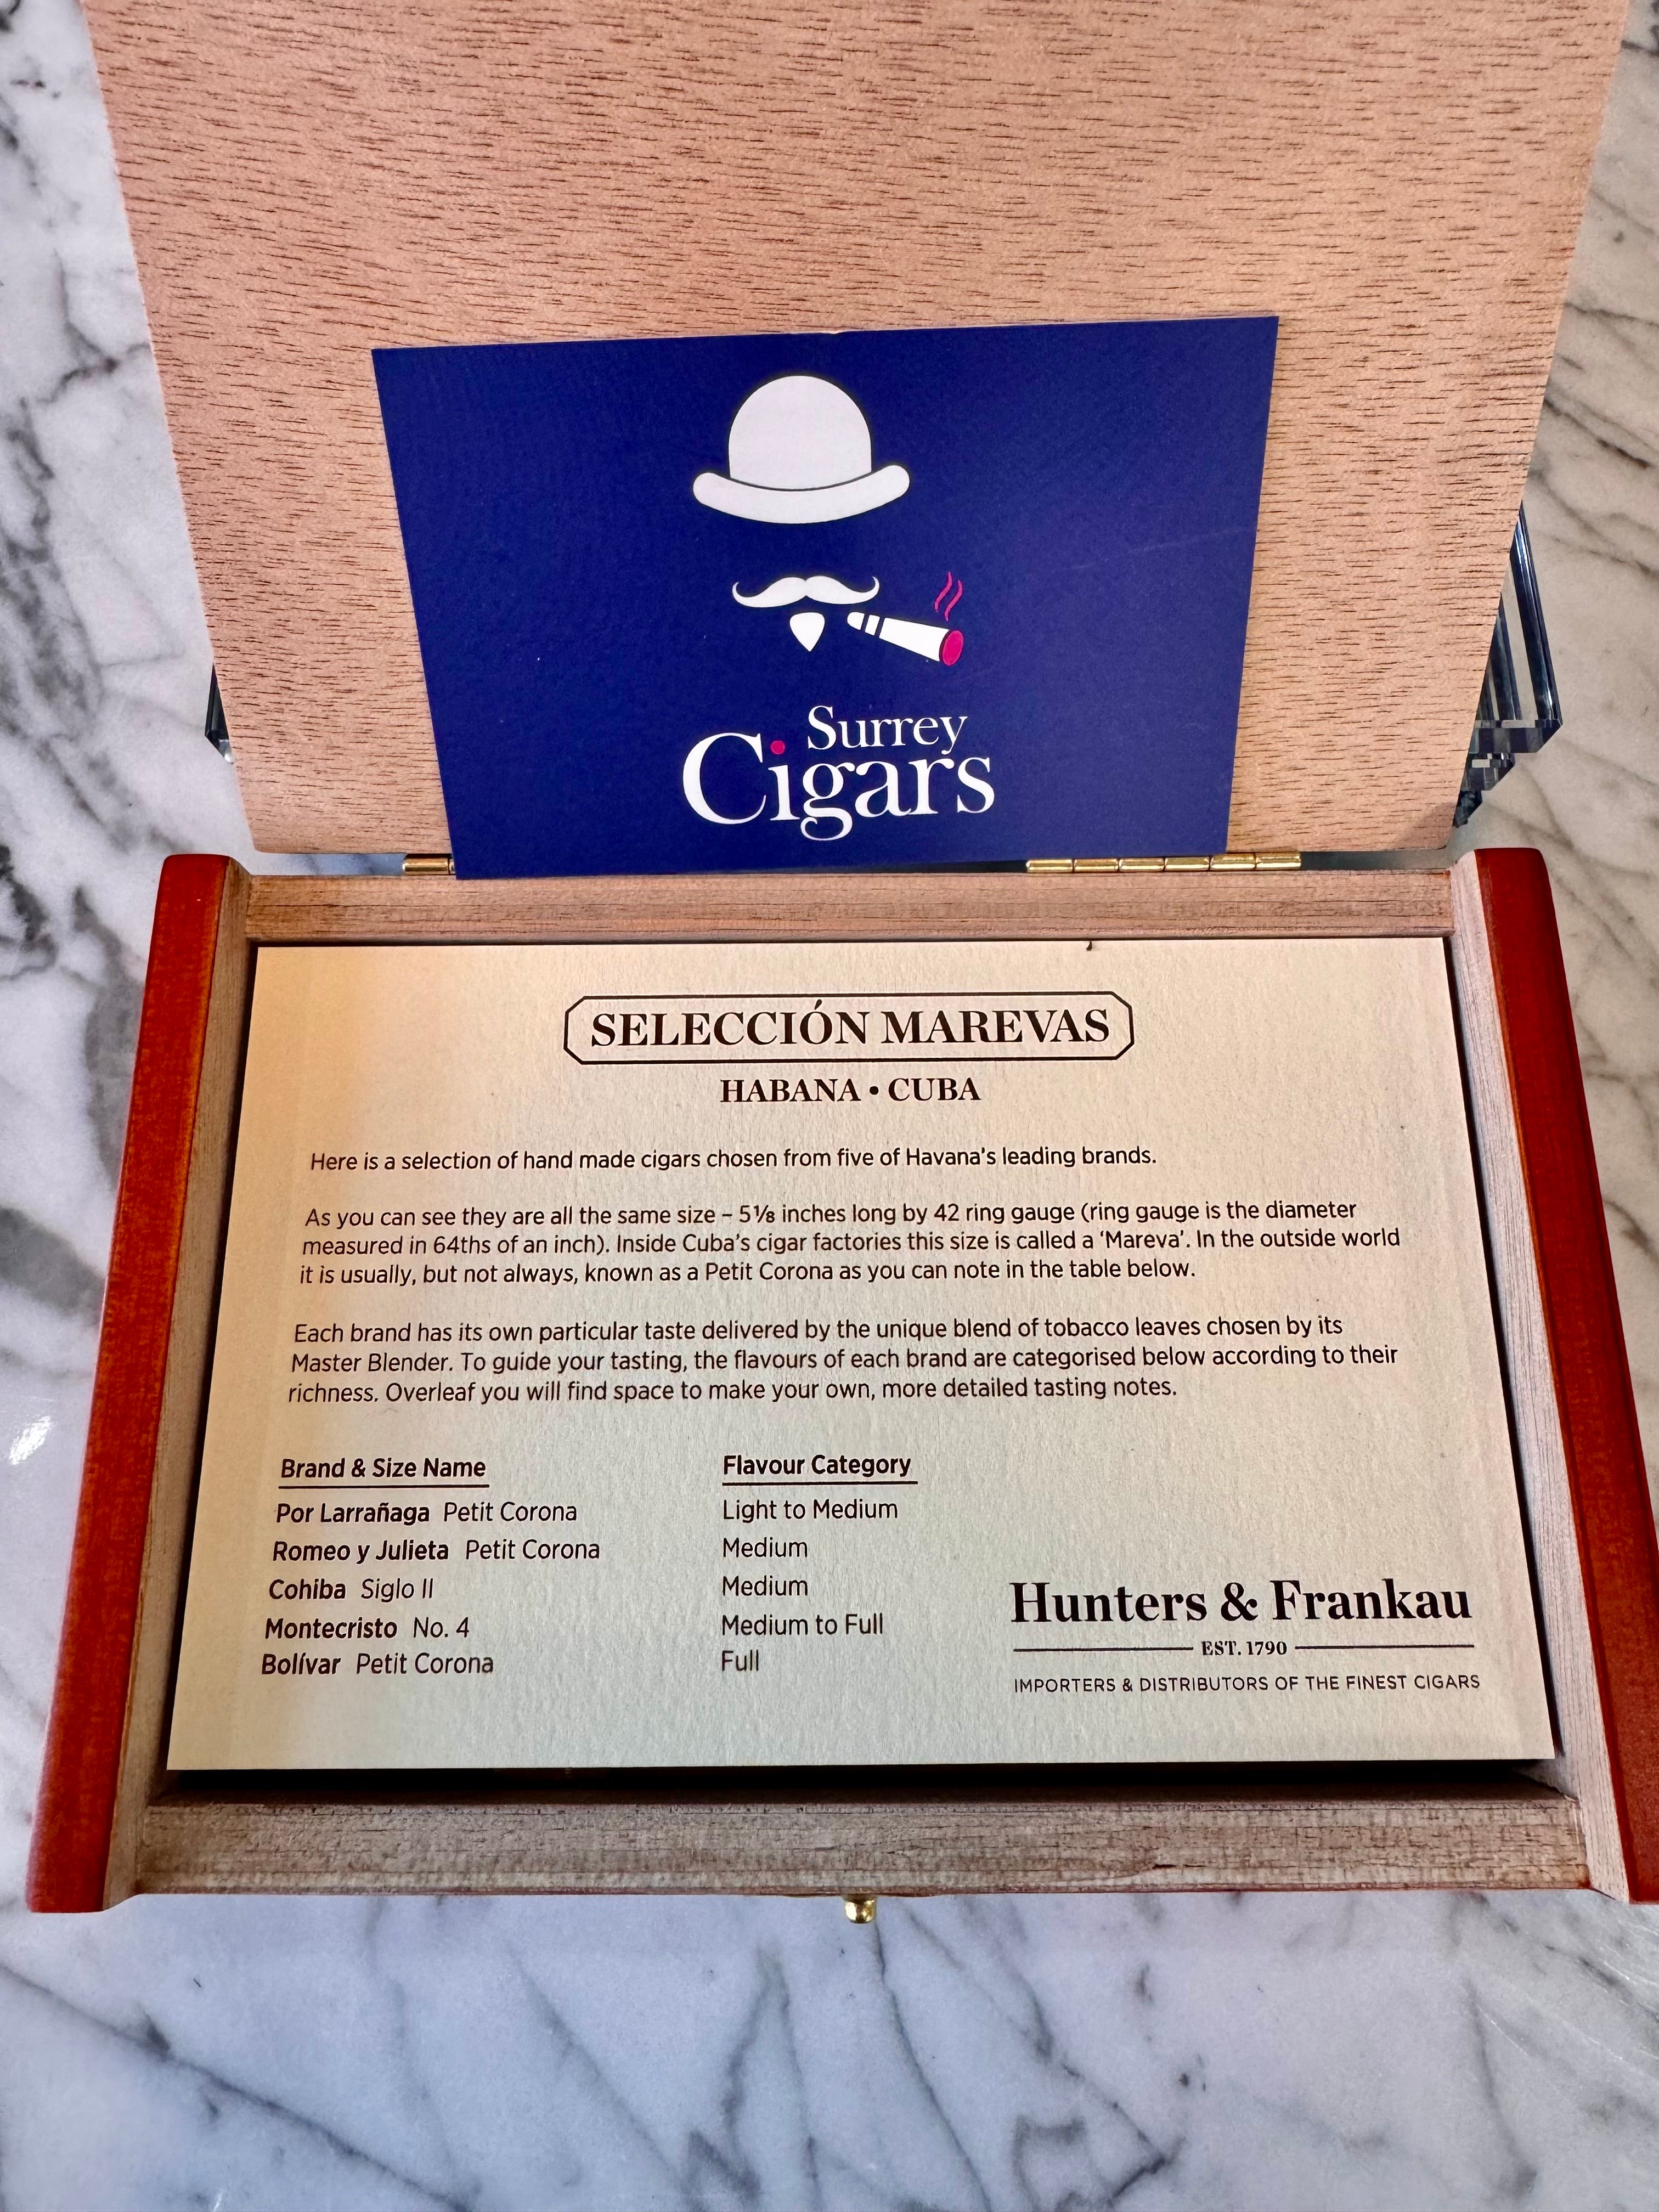 Surrey
Cigars
SELECCIÓN MAREVAS
HABANA • CUBA
Here is a selection of hand made cigars chosen from five of Havana's leading brands.
As you can see they are all the same size – 5⅛ inches long by 42 ring gauge (ring gauge is the diameter
measured in 64ths of an inch). Inside Cuba's cigar factories this size is called a 'Mareva'. In the outside world
it is usually, but not always, known as a Petit Corona as you can note in the table below.
Each brand has its own particular taste delivered by the unique blend of tobacco leaves chosen by its
Master Blender. To guide your tasting, the flavours of each brand are categorised below according to their
richness. Overleaf you will find space to make your own, more detailed tasting notes.
Brand & Size Name Flavour Category
Por Larrañaga Petit Corona Light to Medium
Romeo y Julieta Petit Corona Medium
Cohiba Siglo II Medium
Montecristo No. 4 Medium to Full
Bolívar Petit Corona Full
Hunters & Frankau
EST. 1790
IMPORTERS & DISTRIBUTORS OF THE FINEST CIGARS